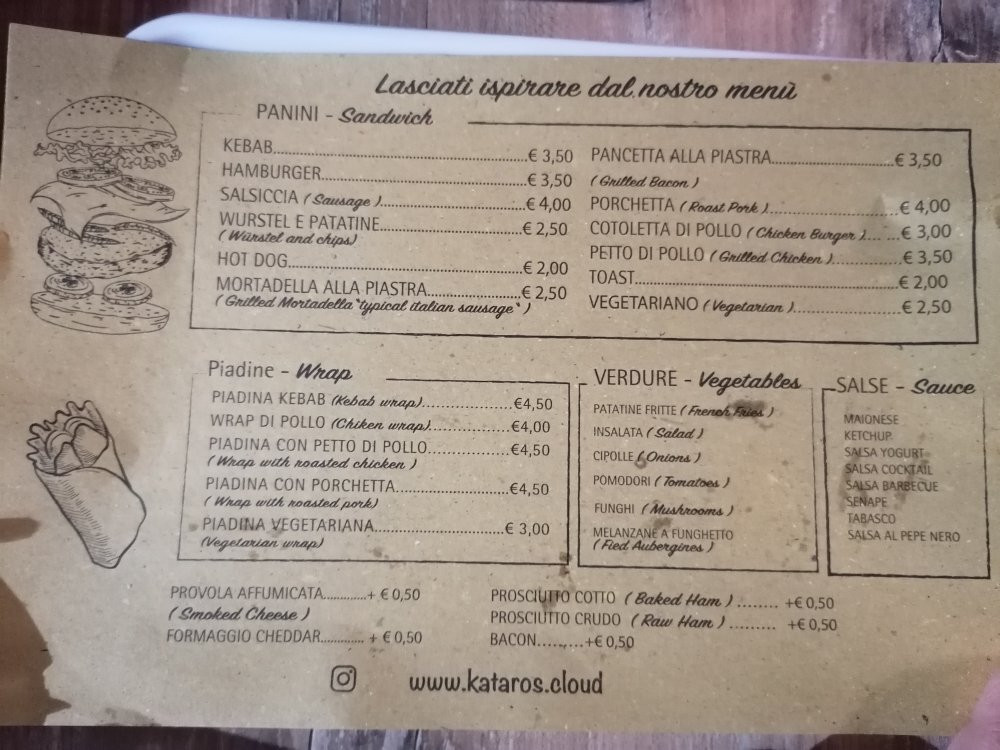 Lasciati ispirare dal nostro menù
PANINI - Sandwich
KEBAB..........€ 3,50
HAMBURGER..........€ 3,50
SALSICCIA ( Sausage )..........€ 4,00
WURSTEL E PATATINE..........€ 2,50
( Würstel and chips)
HOT DOG..........€ 2,00
MORTADELLA ALLA PIASTRA..........€ 2,50
( Grilled Mortadella "typical italian sausage" )
PANCETTA ALLA PIASTRA..........€ 3,50
( Grilled Bacon )
PORCHETTA ( Roast Pork )..........€ 4,00
COTOLETTA DI POLLO ( Chicken Burger )..........€ 3,00
PETTO DI POLLO ( Grilled Chicken )..........€ 3,50
TOAST..........€ 2,00
VEGETARIANO ( Vegetarian )..........€ 2,50
Piadine - Wrap
PIADINA KEBAB (Kebab wrap)..........€4,50
WRAP DI POLLO (Chiken wrap)..........€4,00
PIADINA CON PETTO DI POLLO..........€4,50
( Wrap with roasted chicken )
PIADINA CON PORCHETTA..........€4,50
( Wrap with roasted pork)
PIADINA VEGETARIANA..........€ 3,00
(Vegetarian wrap)
VERDURE - Vegetables
PATATINE FRITTE ( French Fries )
INSALATA ( Salad )
CIPOLLE ( Onions )
POMODORI ( Tomatoes )
FUNGHI ( Mushrooms )
MELANZANE A FUNGHETTO
( Fied Aubergines )
SALSE - Sauce
MAIONESE
KETCHUP
SALSA YOGURT
SALSA COCKTAIL
SALSA BARBECUE
SENAPE
TABASCO
SALSA AL PEPE NERO
PROVOLA AFFUMICATA..........+ € 0,50
( Smoked Cheese )
FORMAGGIO CHEDDAR.......... + € 0,50
PROSCIUTTO COTTO ( Baked Ham ) ........ +€ 0,50
PROSCIUTTO CRUDO ( Raw Ham ) ......... +€ 0,50
BACON.........+€ 0,50
www.kataros.cloud